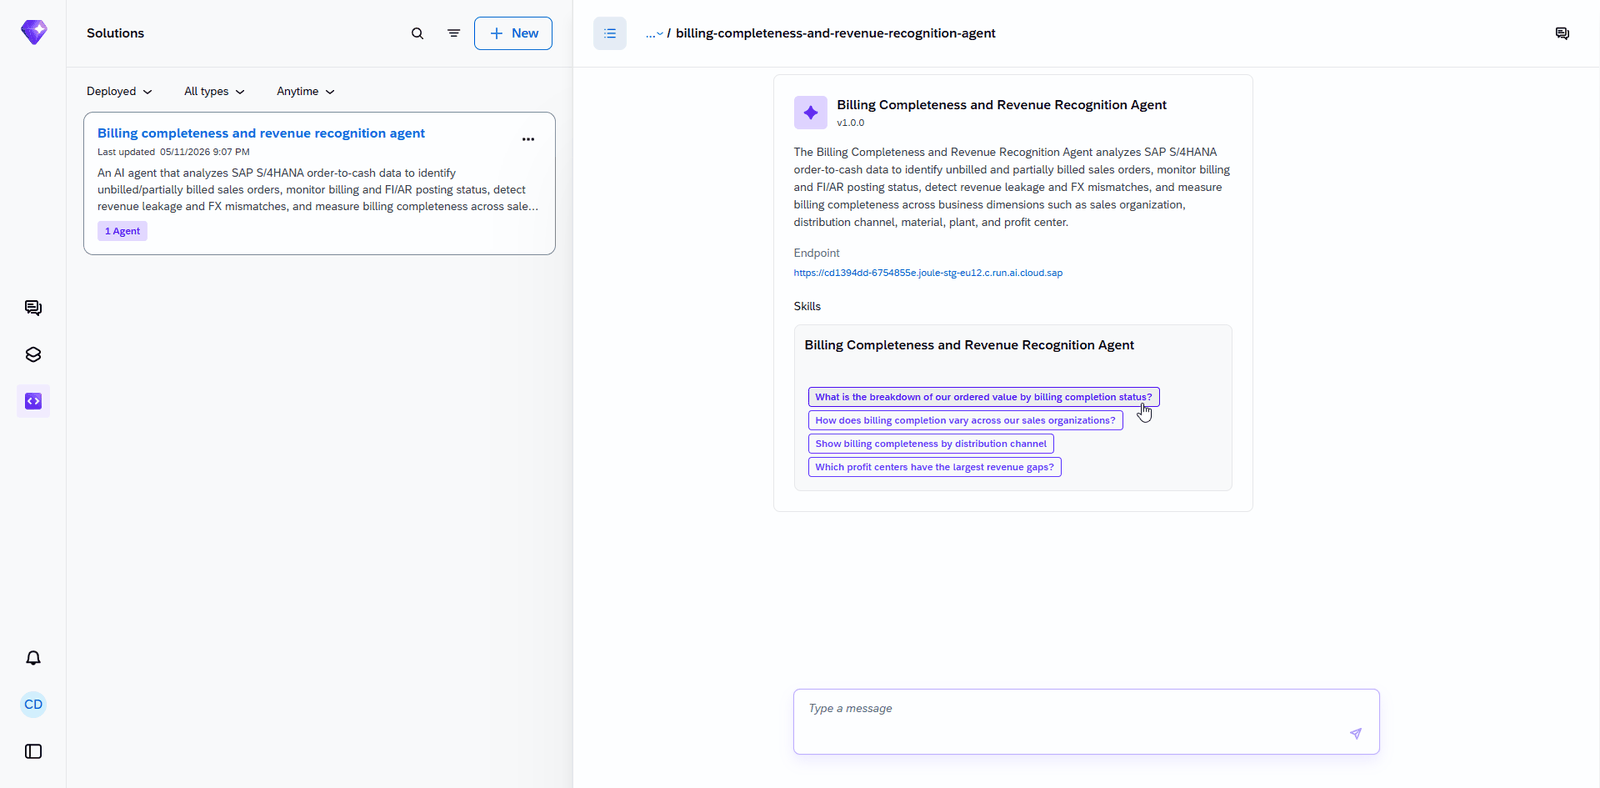 Solutions
New
... / billing-completeness-and-revenue-recognition-agent
Deployed
All types
Anytime
Billing completeness and revenue recognition agent
Last updated 05/11/2026 9:07 PM
An AI agent that analyzes SAP S/4HANA order-to-cash data to identify
unbilled/partially billed sales orders, monitor billing and FI/AR posting status, detect
revenue leakage and FX mismatches, and measure billing completeness across sale...
1 Agent
Billing Completeness and Revenue Recognition Agent
v1.0.0
The Billing Completeness and Revenue Recognition Agent analyzes SAP S/4HANA
order-to-cash data to identify unbilled and partially billed sales orders, monitor billing
and FI/AR posting status, detect revenue leakage and FX mismatches, and measure
billing completeness across business dimensions such as sales organization,
distribution channel, material, plant, and profit center.
Endpoint
https://cd1394dd-6754855e.joule-stg-eu12.c.run.ai.cloud.sap
Skills
Billing Completeness and Revenue Recognition Agent
What is the breakdown of our ordered value by billing completion status?
How does billing completion vary across our sales organizations?
Show billing completeness by distribution channel
Which profit centers have the largest revenue gaps?
CD
Type a message